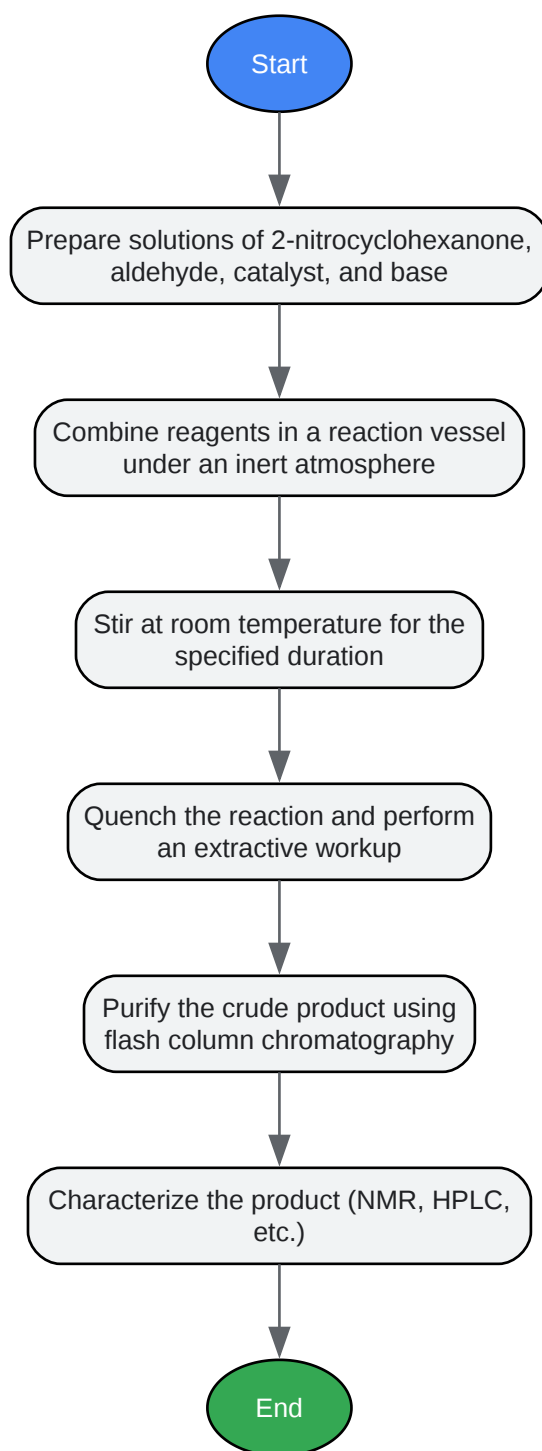 Start
Prepare solutions of 2-nitrocyclohexanone,
aldehyde, catalyst, and base
Combine reagents in a reaction vessel
under an inert atmosphere
Stir at room temperature for the
specified duration
Quench the reaction and perform
an extractive workup
Purify the crude product using
flash column chromatography
Characterize the product (NMR, HPLC,
etc.)
End